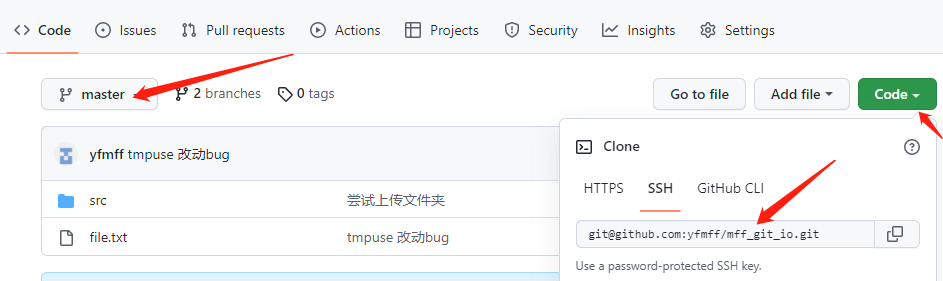 Code Issues Pull requests Actions Projects Security Insights Settings
master 2 branches 0 tags Go to file Add file Code
yfmff tmpuse 改动bug
Clone
HTTPS SSH GitHub CLI
src 尝试上传文件夹
git@github.com:yfmff/mff_git_io.git
file.txt tmpuse 改动bug
Use a password-protected SSH key.